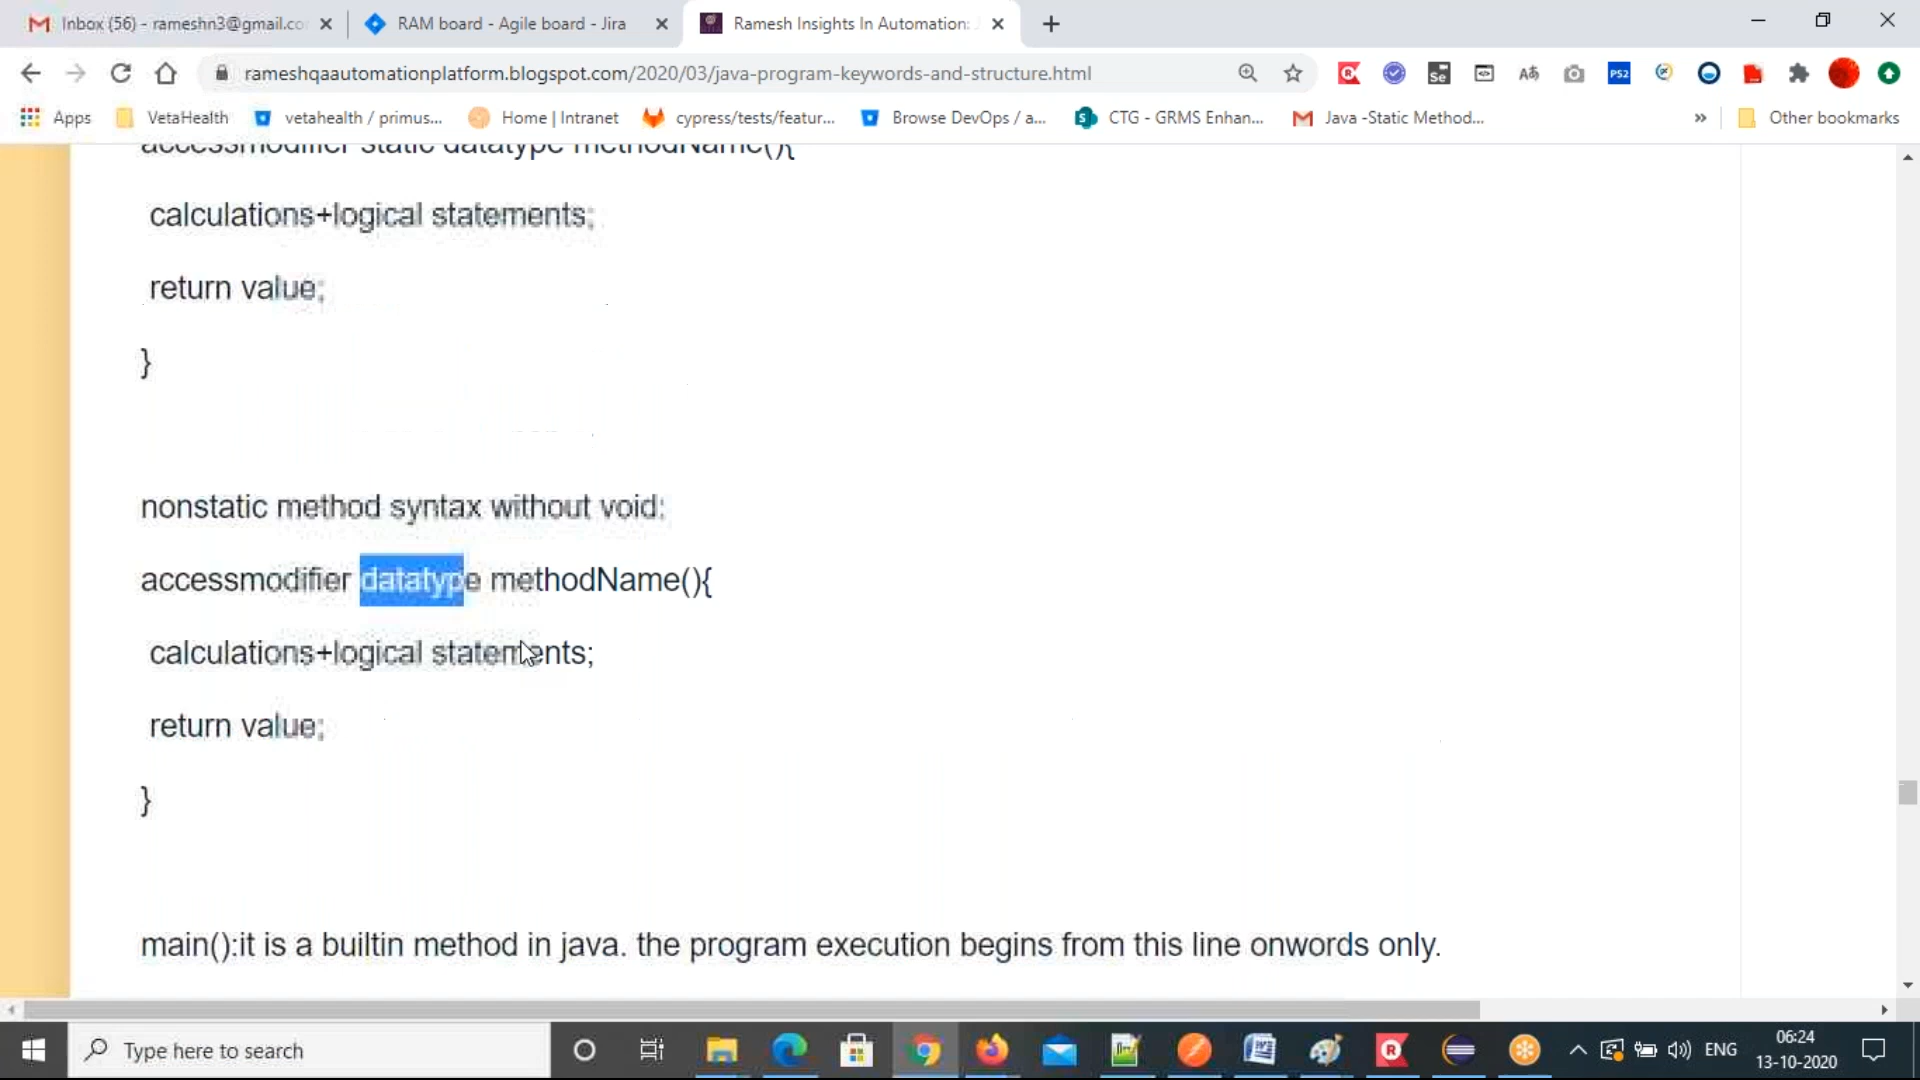 Inbox (56) - rameshn3@gmail.co
RAM board - Agile board - Jira
Ramesh Insights In Automation:
rameshqaautomationplatform.blogspot.com/2020/03/java-program-keywords-and-structure.html
Apps
VetaHealth
vetahealth / primus...
Home | Intranet
cypress/tests/featur...
Browse DevOps / a...
CTG - GRMS Enhan...
Java -Static Method...
»
Other bookmarks
accessmodifier static datatype methodName(){
calculations+logical statements;
return value;
}
nonstatic method syntax without void:
accessmodifier datatype methodName(){
calculations+logical statements;
return value;
}
main():it is a builtin method in java. the program execution begins from this line onwords only.
Type here to search
ENG
06:24
13-10-2020